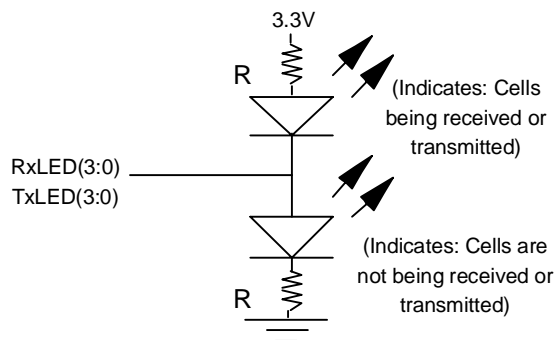 3.3V
R
(Indicates: Cells
being received or
transmitted)
RxLED(3:0)
TxLED(3:0)
(Indicates: Cells are
not being received or
transmitted)
R